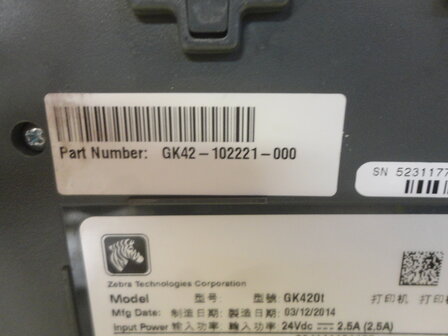 Part Number: GK42-102221-000
SN 5231177
Zebra Technologies Corporation
Model 型号: 型號: GK420t 打印机 打印
Mfg Date: 制造日期: 製造日期: 03/12/2014
Input Power 输入功率: 輸入功率: 24Vdc 2.5A (2.5A)